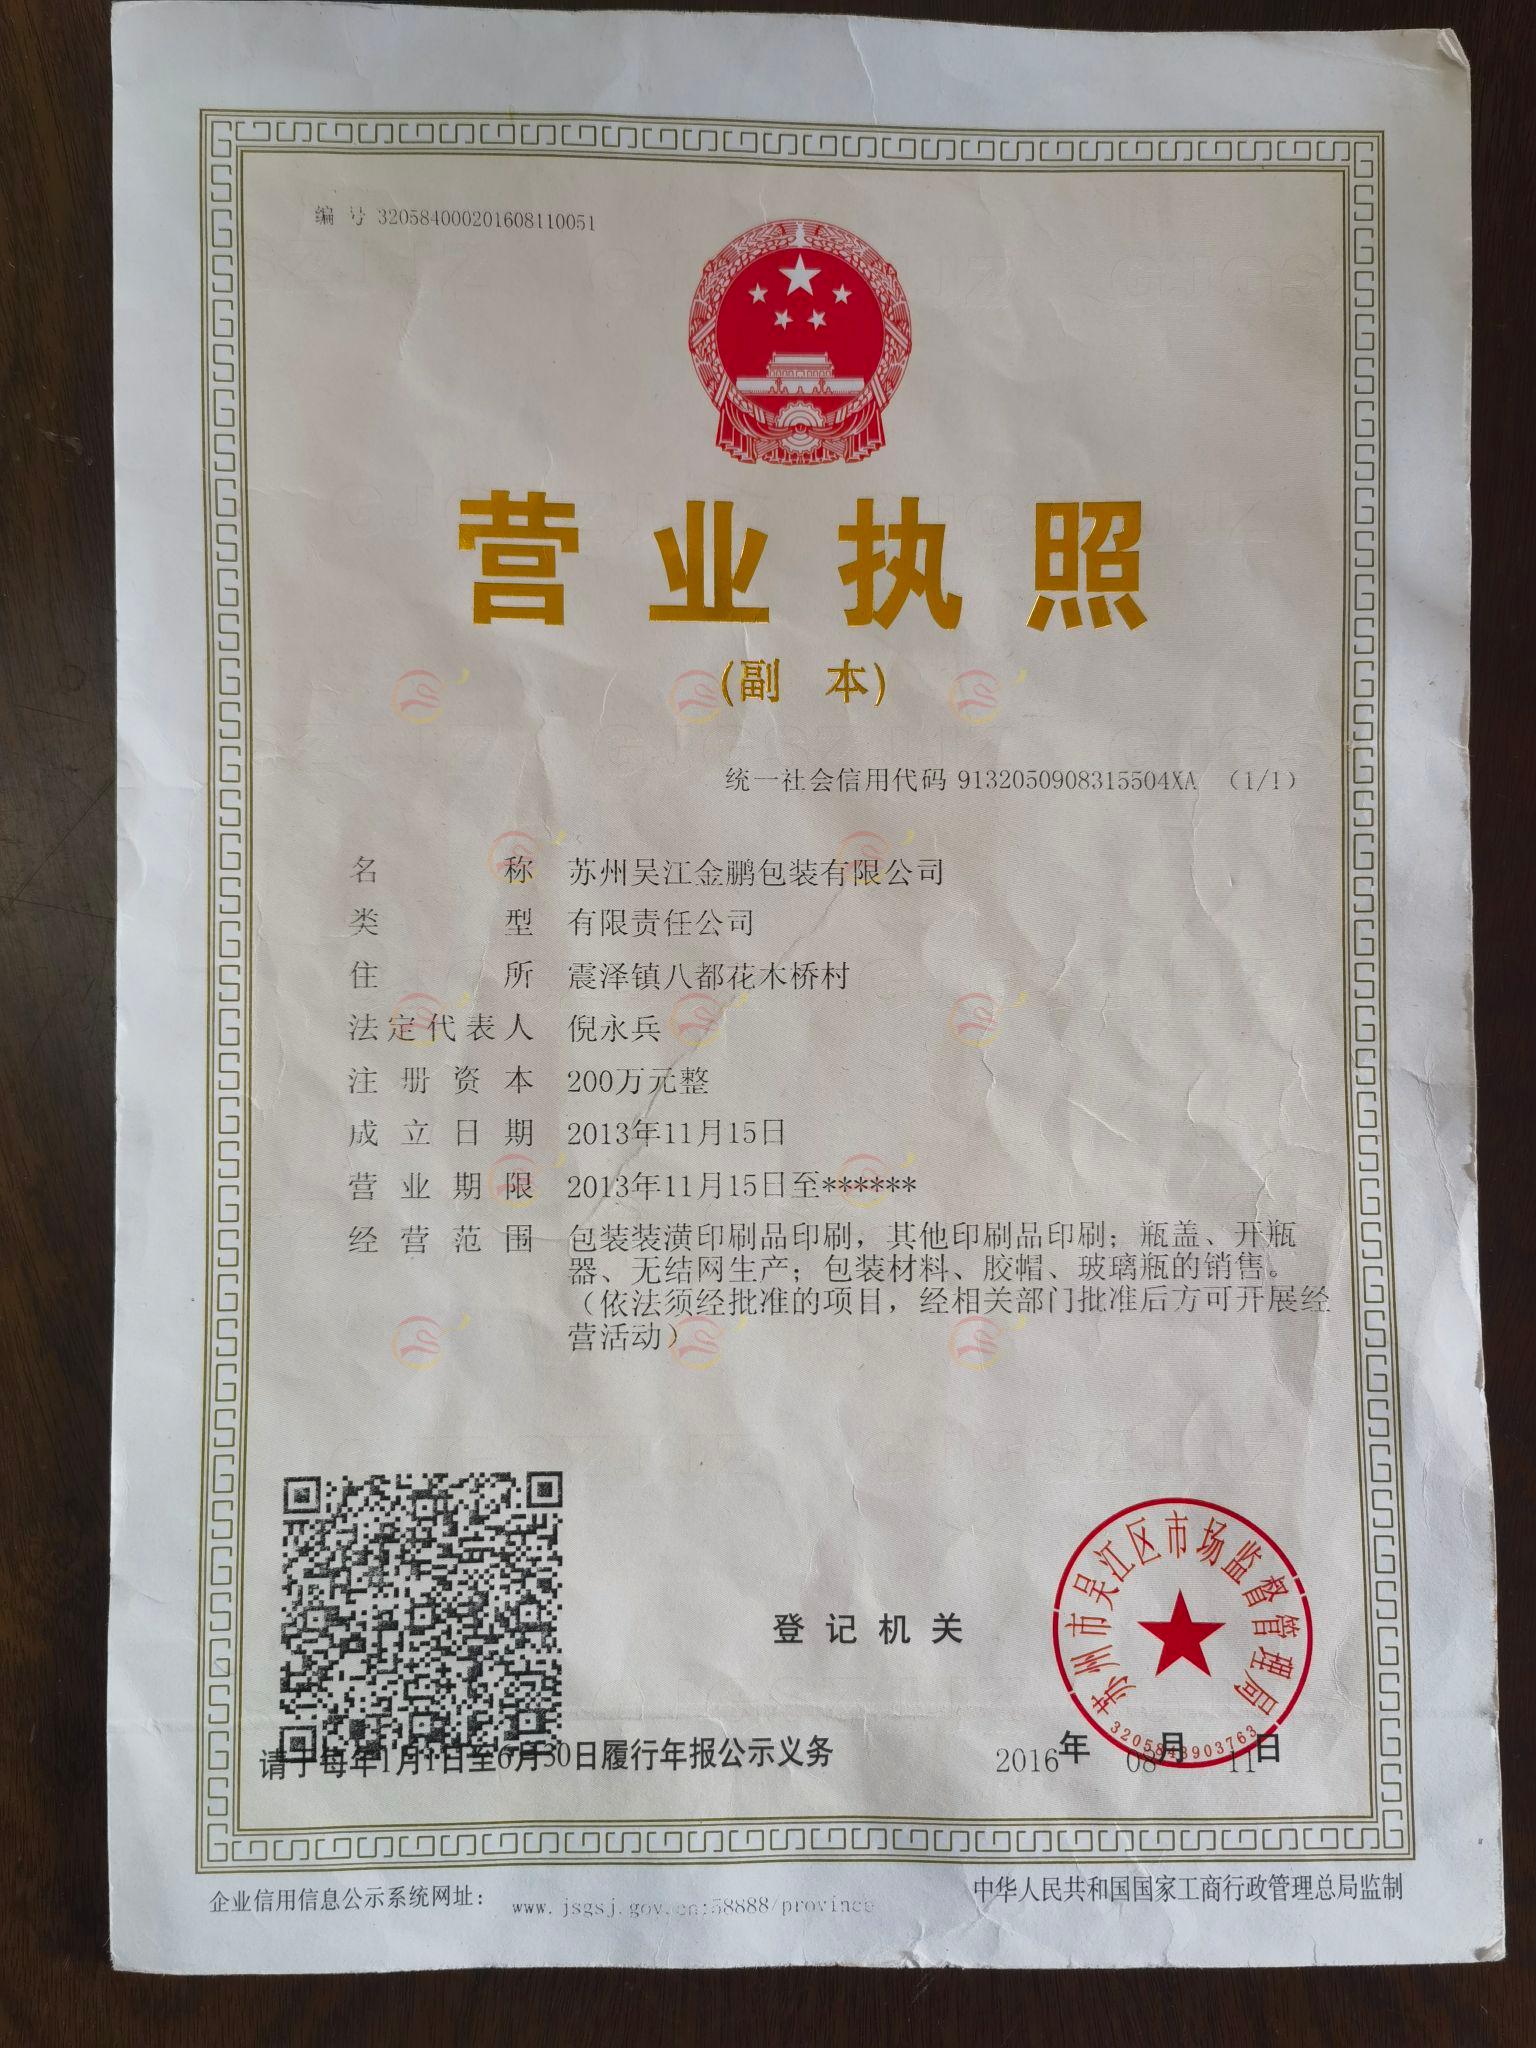 编号 320584000201608110051
营业执照
(副 本)
统一社会信用代码 9132050908315504XA （1/1）
名称 苏州吴江金鹏包装有限公司
类型 有限责任公司
住所 震泽镇八都花木桥村
法定代表人 倪永兵
注册资本 200万元整
成立日期 2013年11月15日
营业期限 2013年11月15日至******
经营范围 包装装潢印刷品印刷，其他印刷品印刷；瓶盖、开瓶
器、无结网生产；包装材料、胶帽、玻璃瓶的销售。
（依法须经批准的项目，经相关部门批准后方可开展经
营活动）
登记机关
苏州市吴江区市场监督管理局
3205843903763
请于每年1月1日至6月30日履行年报公示义务
2016年 08月 11日
企业信用信息公示系统网址： www.jsgsj.gov.cn:58888/province
中华人民共和国国家工商行政管理总局监制